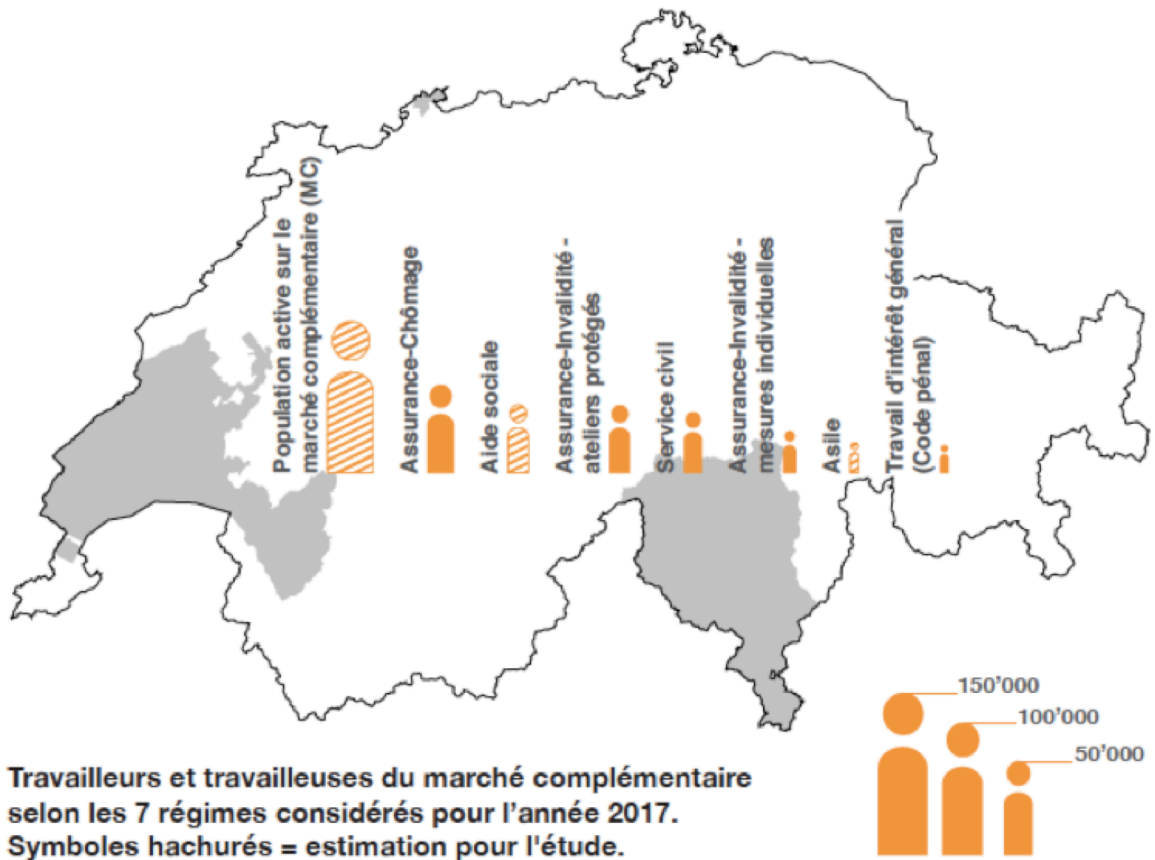 Population active sur le
marché complémentaire (MC)
Assurance-Chômage
Aide sociale
Assurance-Invalidité -
ateliers protégés
Service civil
Assurance-Invalidité -
mesures individuelles
Asile
Travail d'intérêt général
(Code pénal)
150'000
100'000
50'000
Travailleurs et travailleuses du marché complémentaire
selon les 7 régimes considérés pour l'année 2017.
Symboles hachurés = estimation pour l'étude.